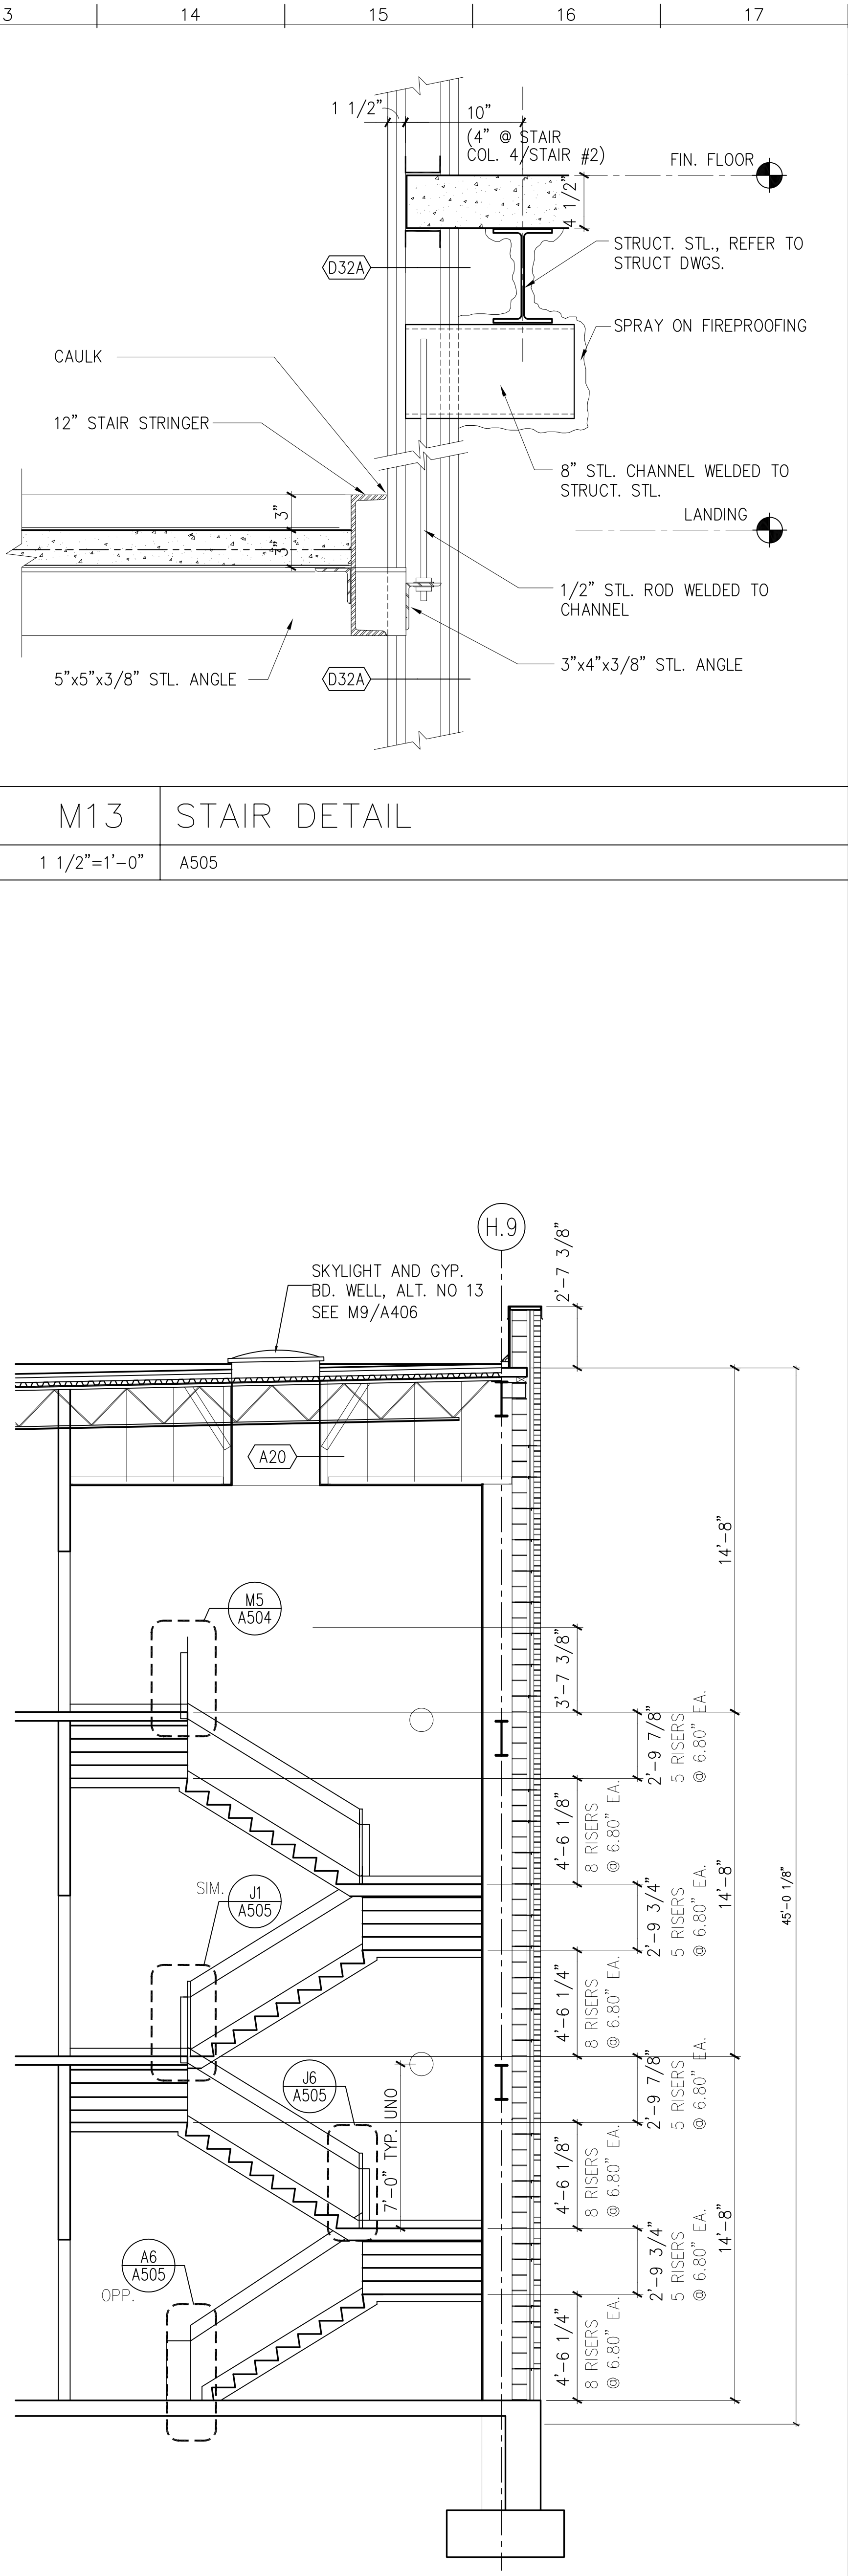 3 14 15 16 17
1 1/2" 10"
(4" @ STAIR
COL. 4/STAIR #2)
FIN. FLOOR
4 1/2"
D32A
STRUCT. STL., REFER TO
STRUCT DWGS.
SPRAY ON FIREPROOFING
CAULK
12" STAIR STRINGER
8" STL. CHANNEL WELDED TO
STRUCT. STL.
3"
LANDING
3"
1/2" STL. ROD WELDED TO
CHANNEL
3"x4"x3/8" STL. ANGLE
5"x5"x3/8" STL. ANGLE
D32A
M13 STAIR DETAIL
1 1/2"=1'-0" A505
H.9
2'-7 3/8"
SKYLIGHT AND GYP.
BD. WELL, ALT. NO 13
SEE M9/A406
A20
14'-8"
M5
A504
3'-7 3/8"
2'-9 7/8"
5 RISERS
@ 6.80" EA.
4'-6 1/8"
8 RISERS
@ 6.80" EA.
14'-8"
45'-0 1/8"
SIM.
J1
A505
2'-9 3/4"
5 RISERS
@ 6.80" EA.
4'-6 1/4"
8 RISERS
@ 6.80" EA.
J6
A505
7'-0" TYP. UNO
2'-9 7/8"
5 RISERS
@ 6.80" EA.
4'-6 1/8"
8 RISERS
@ 6.80" EA.
14'-8"
A6
A505
OPP.
2'-9 3/4"
5 RISERS
@ 6.80" EA.
4'-6 1/4"
8 RISERS
@ 6.80" EA.